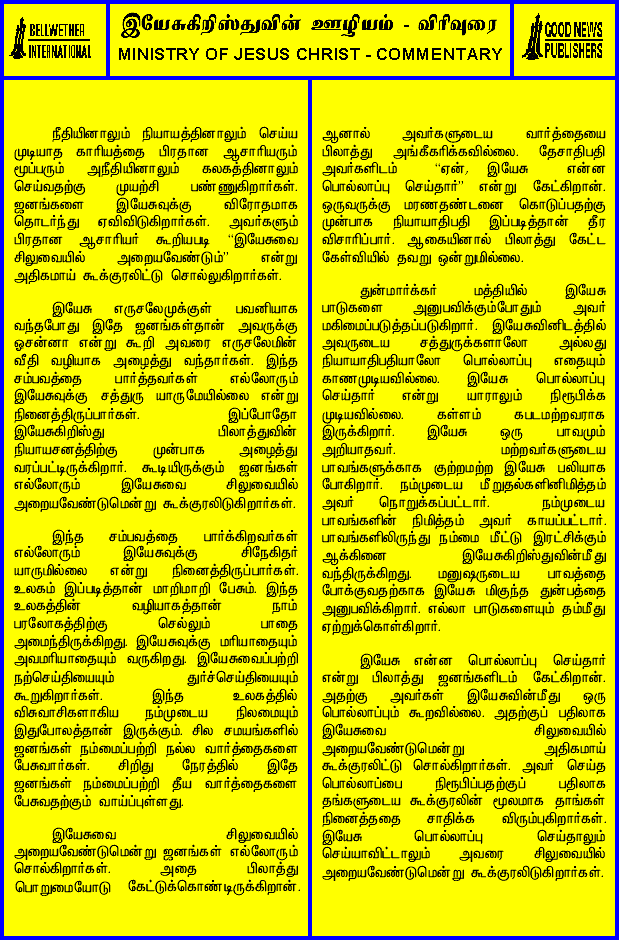 BELLWETHER
INTERNATIONAL
இயேசுகிறிஸ்துவின் ஊழியம் - விரிவுரை
MINISTRY OF JESUS CHRIST - COMMENTARY
GOOD NEWS
PUBLISHERS
நீதியினாலும் நியாயத்தினாலும் செய்ய
முடியாத காரியத்தை பிரதான ஆசாரியரும்
மூப்பரும் அநீதியினாலும் கலகத்தினாலும்
செய்வதற்கு முயற்சி பண்ணுகிறார்கள்.
ஜனங்களை இயேசுவுக்கு விரோதமாக
தொடர்ந்து ஏவிவிடுகிறார்கள். அவர்களும்
பிரதான ஆசாரியர் கூறியபடி “இயேசுவை
சிலுவையில் அறையவேண்டும்” என்று
அதிகமாய் கூக்குரலிட்டு சொல்லுகிறார்கள்.
இயேசு எருசலேமுக்குள் பவனியாக
வந்தபோது இதே ஜனங்கள்தான் அவருக்கு
ஓசன்னா என்று கூறி அவரை எருசலேமின்
வீதி வழியாக அழைத்து வந்தார்கள். இந்த
சம்பவத்தை பார்த்தவர்கள் எல்லோரும்
இயேசுவுக்கு சத்துரு யாருமேயில்லை என்று
நினைத்திருப்பார்கள். இப்போதோ
இயேசுகிறிஸ்து பிலாத்துவின்
நியாயசனத்திற்கு முன்பாக அழைத்து
வரப்பட்டிருக்கிறார். கூடியிருக்கும் ஜனங்கள்
எல்லோரும் இயேசுவை சிலுவையில்
அறையவேண்டுமென்று கூக்குரலிடுகிறார்கள்.
இந்த சம்பவத்தை பார்க்கிறவர்கள்
எல்லோரும் இயேசுவுக்கு சிநேகிதர்
யாருமில்லை என்று நினைத்திருப்பார்கள்.
உலகம் இப்படித்தான் மாறிமாறி பேசும். இந்த
உலகத்தின் வழியாகத்தான் நாம்
பரலோகத்திற்கு செல்லும் பாதை
அமைந்திருக்கிறது. இயேசுவுக்கு மரியாதையும்
அவமரியாதையும் வருகிறது. இயேசுவைப்பற்றி
நற்செய்தியையும் துர்ச்செய்தியையும்
கூறுகிறார்கள். இந்த உலகத்தில்
விசுவாசிகளாகிய நம்முடைய நிலமையும்
இதுபோலத்தான் இருக்கும். சில சமயங்களில்
ஜனங்கள் நம்மைப்பற்றி நல்ல வார்த்தைகளை
பேசுவார்கள். சிறிது நேரத்தில் இதே
ஜனங்கள் நம்மைப்பற்றி தீய வார்த்தைகளை
பேசுவதற்கும் வாய்ப்புள்ளது.
இயேசுவை சிலுவையில்
அறையவேண்டுமென்று ஜனங்கள் எல்லோரும்
சொல்கிறார்கள். அதை பிலாத்து
பொறுமையோடு கேட்டுக்கொண்டிருக்கிறான்.
ஆனால் அவர்களுடைய வார்த்தையை
பிலாத்து அங்கீகரிக்கவில்லை. தேசாதிபதி
அவர்களிடம் “ஏன், இயேசு என்ன
பொல்லாப்பு செய்தார்” என்று கேட்கிறான்.
ஒருவருக்கு மரணதண்டனை கொடுப்பதற்கு
முன்பாக நியாயாதிபதி இப்படித்தான் தீர
விசாரிப்பார். ஆகையினால் பிலாத்து கேட்ட
கேள்வியில் தவறு ஒன்றுமில்லை.
துன்மார்க்கர் மத்தியில் இயேசு
பாடுகளை அனுபவிக்கும்போதும் அவர்
மகிமைப்படுத்தப்படுகிறார். இயேசுவினிடத்தில்
அவருடைய சத்துருக்களாலோ அல்லது
நியாயாதிபதியாலோ பொல்லாப்பு எதையும்
காணமுடியவில்லை. இயேசு பொல்லாப்பு
செய்தார் என்று யாராலும் நிரூபிக்க
முடியவில்லை. கள்ளம் கபடமற்றவராக
இருக்கிறார். இயேசு ஒரு பாவமும்
அறியாதவர். மற்றவர்களுடைய
பாவங்களுக்காக குற்றமற்ற இயேசு பலியாக
போகிறார். நம்முடைய மீறுதல்களினிமித்தம்
அவர் நொறுக்கப்பட்டார். நம்முடைய
பாவங்களின் நிமித்தம் அவர் காயப்பட்டார்.
பாவங்களிலிருந்து நம்மை மீட்டு இரட்சிக்கும்
ஆக்கினை இயேசுகிறிஸ்துவின்மீது
வந்திருக்கிறது. மனுஷருடைய பாவத்தை
போக்குவதற்காக இயேசு மிகுந்த துன்பத்தை
அனுபவிக்கிறார். எல்லா பாடுகளையும் தம்மீது
ஏற்றுக்கொள்கிறார்.
இயேசு என்ன பொல்லாப்பு செய்தார்
என்று பிலாத்து ஜனங்களிடம் கேட்கிறான்.
அதற்கு அவர்கள் இயேசுவின்மீது ஒரு
பொல்லாப்பும் கூறவில்லை. அதற்குப் பதிலாக
இயேசுவை சிலுவையில்
அறையவேண்டுமென்று அதிகமாய்
கூக்குரலிட்டு சொல்கிறார்கள். அவர் செய்த
பொல்லாப்பை நிரூபிப்பதற்குப் பதிலாக
தங்களுடைய கூக்குரலின் மூலமாக தாங்கள்
நினைத்ததை சாதிக்க விரும்புகிறார்கள்.
இயேசு பொல்லாப்பு செய்தாலும்
செய்யாவிட்டாலும் அவரை சிலுவையில்
அறையவேண்டுமென்று கூக்குரலிடுகிறார்கள்.